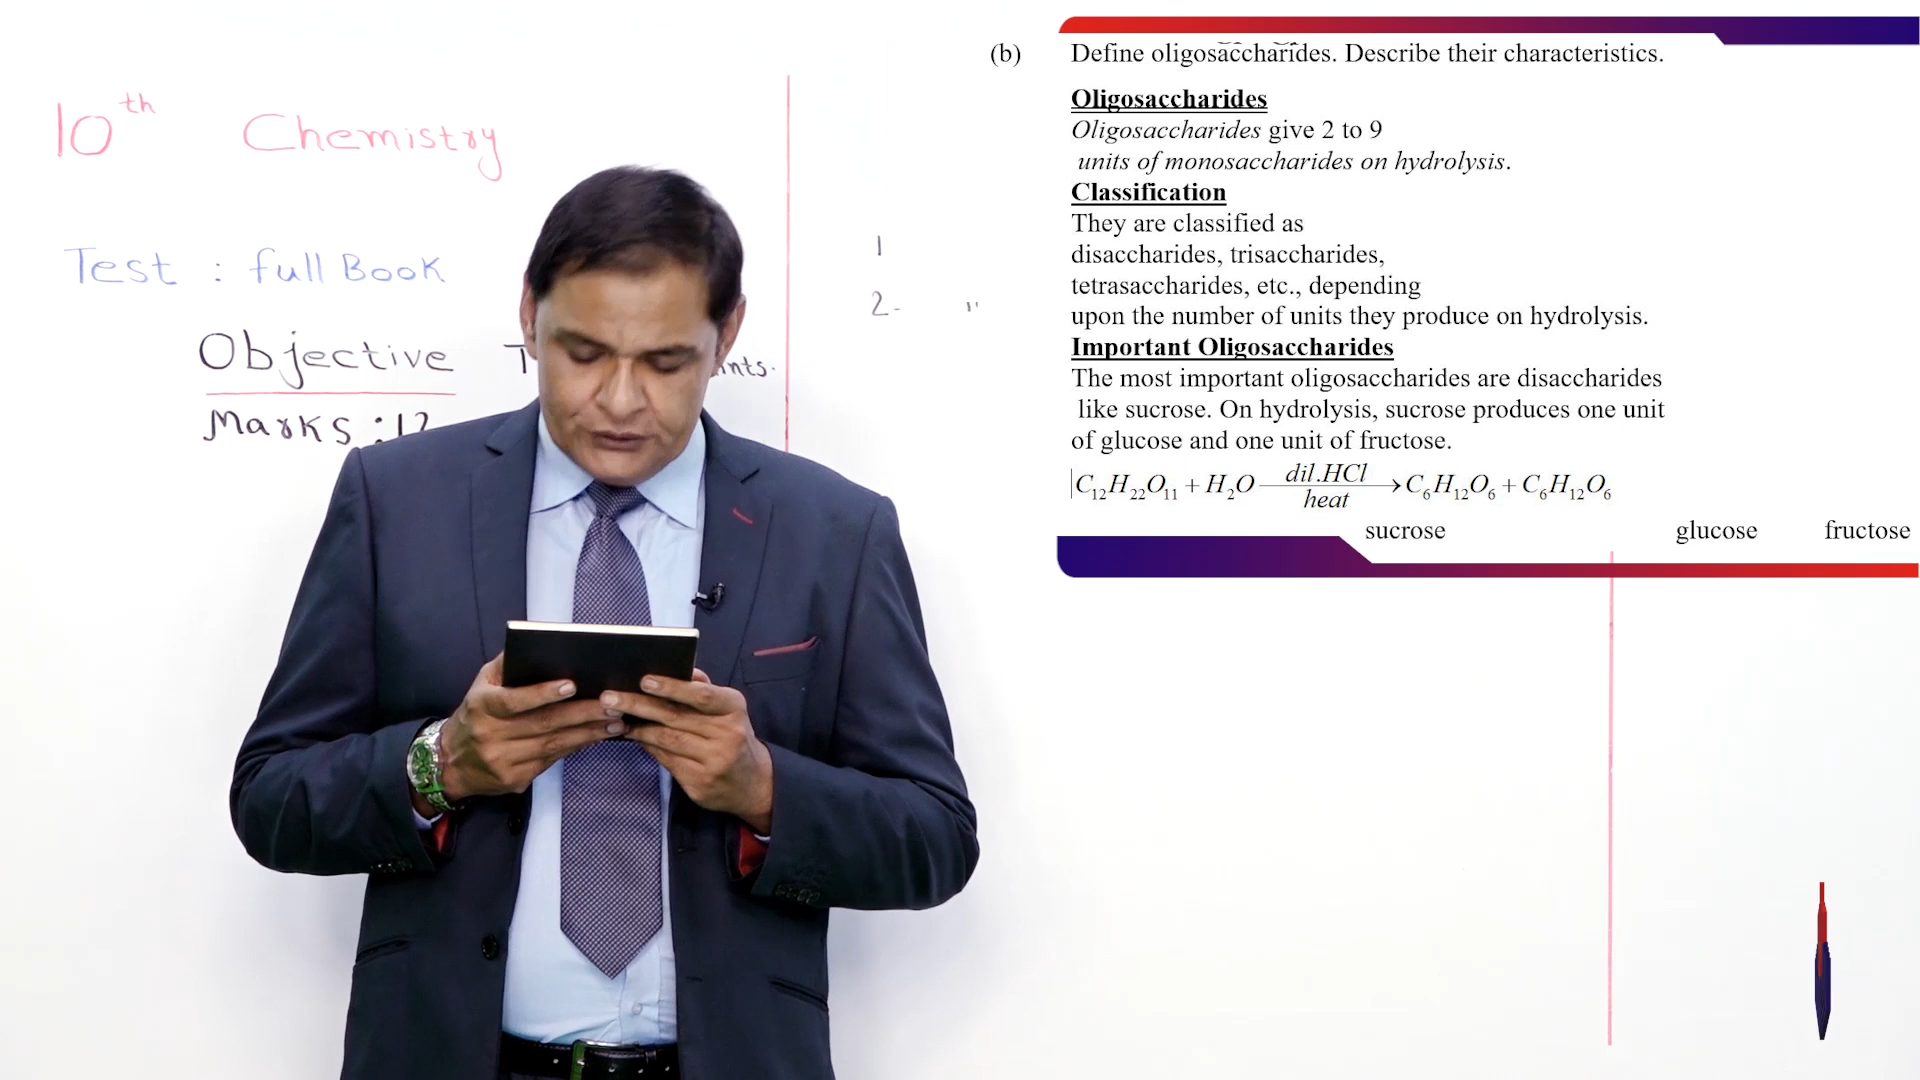 10th Chemistry
Test : full Book
Objective
Marks :
1
2- "
(b) Define oligosaccharides. Describe their characteristics.
Oligosaccharides
Oligosaccharides give 2 to 9
units of monosaccharides on hydrolysis.
Classification
They are classified as
disaccharides, trisaccharides,
tetrasaccharides, etc., depending
upon the number of units they produce on hydrolysis.
Important Oligosaccharides
The most important oligosaccharides are disaccharides
like sucrose. On hydrolysis, sucrose produces one unit
of glucose and one unit of fructose.
C₁₂H₂₂O₁₁ + H₂O —dil.HCl/heat→ C₆H₁₂O₆ + C₆H₁₂O₆
sucrose glucose fructose